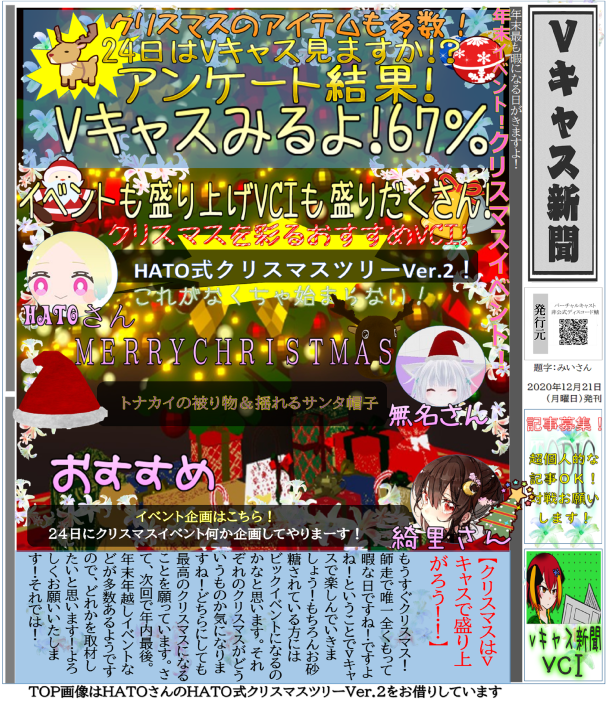 Vキャス新聞
発行元
バーチャルキャスト
非公式ディスコード鯖
題字：みいさん
2020年12月21日
(月曜日)発刊
記事募集！
超個人的な
記事OK！
対戦お願い
します！
vキャス新聞
VCI
年末最も暇になる日がきますよ！
年末イベント！クリスマスイベント！
クリスマスのアイテムも多数！
24日はVキャス見ますか!?
アンケート結果!
Vキャスみるよ!67%
イベントも盛り上げVCIも盛りだくさん!
クリスマスを彩るおすすめVCI!
HATO式クリスマスツリーVer.2！
これがなくちゃ始まらない！
HATOさん
MERRYCHRISTMAS
トナカイの被り物&揺れるサンタ帽子
無名さん
おすすめ
イベント企画はこちら！
24日にクリスマスイベント何か企画してやりまーす！
綺里さん
【クリスマスはV
キャスで盛り上
がろう！】
もうすぐクリスマス！
師走で唯一全くもって
暇な日ですね！ですよ
ね！ということでVキャ
スで楽しんでいきま
しょう！もちろんお砂
糖されている方には
ビックイベントになるの
かなと思います。それ
ぞれのクリスマスがどう
いうものか気になりま
すね！どちらにしても
最高のクリスマスになる
ことを願っています。さ
て、次回で年内最後。
年末年越しイベントな
どが多数あるようです
ので、どれかを取材し
たいと思います！よろ
しくお願いいたしま
す！それでは！
TOP画像はHATOさんのHATO式クリスマスツリーVer.2をお借りしています